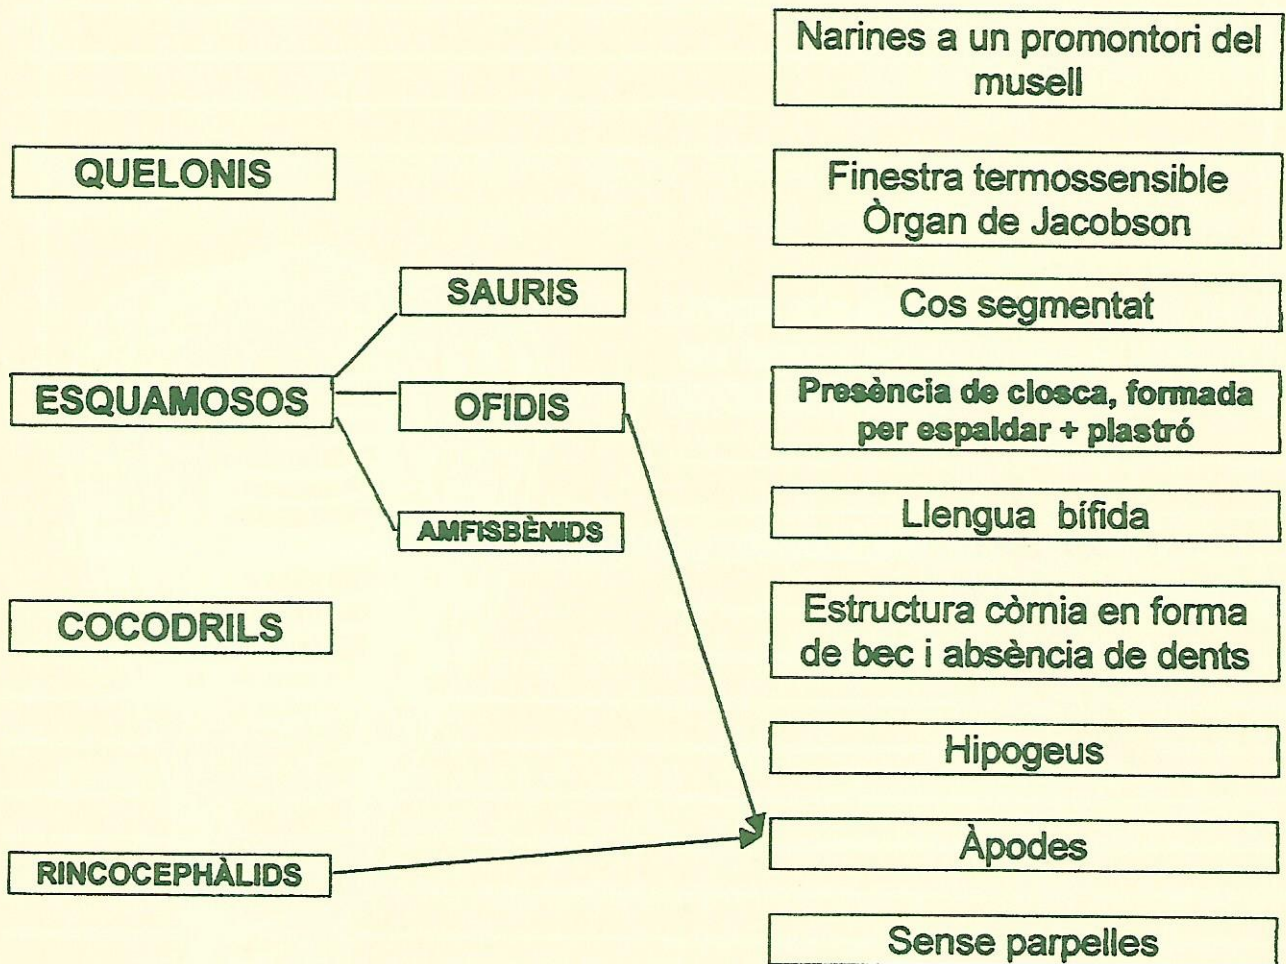 QUELONIS
ESQUAMOSOS
SAURIS
OFIDIS
AMFISBÈNIDS
COCODRILS
RINCOCEPHÀLIDS
Narines a un promontori del
musell
Finestra termossensible
Òrgan de Jacobson
Cos segmentat
Presència de closca, formada
per espaldar + plastró
Llengua bífida
Estructura còrnia en forma
de bec i absència de dents
Hipogeus
Àpodes
Sense parpelles